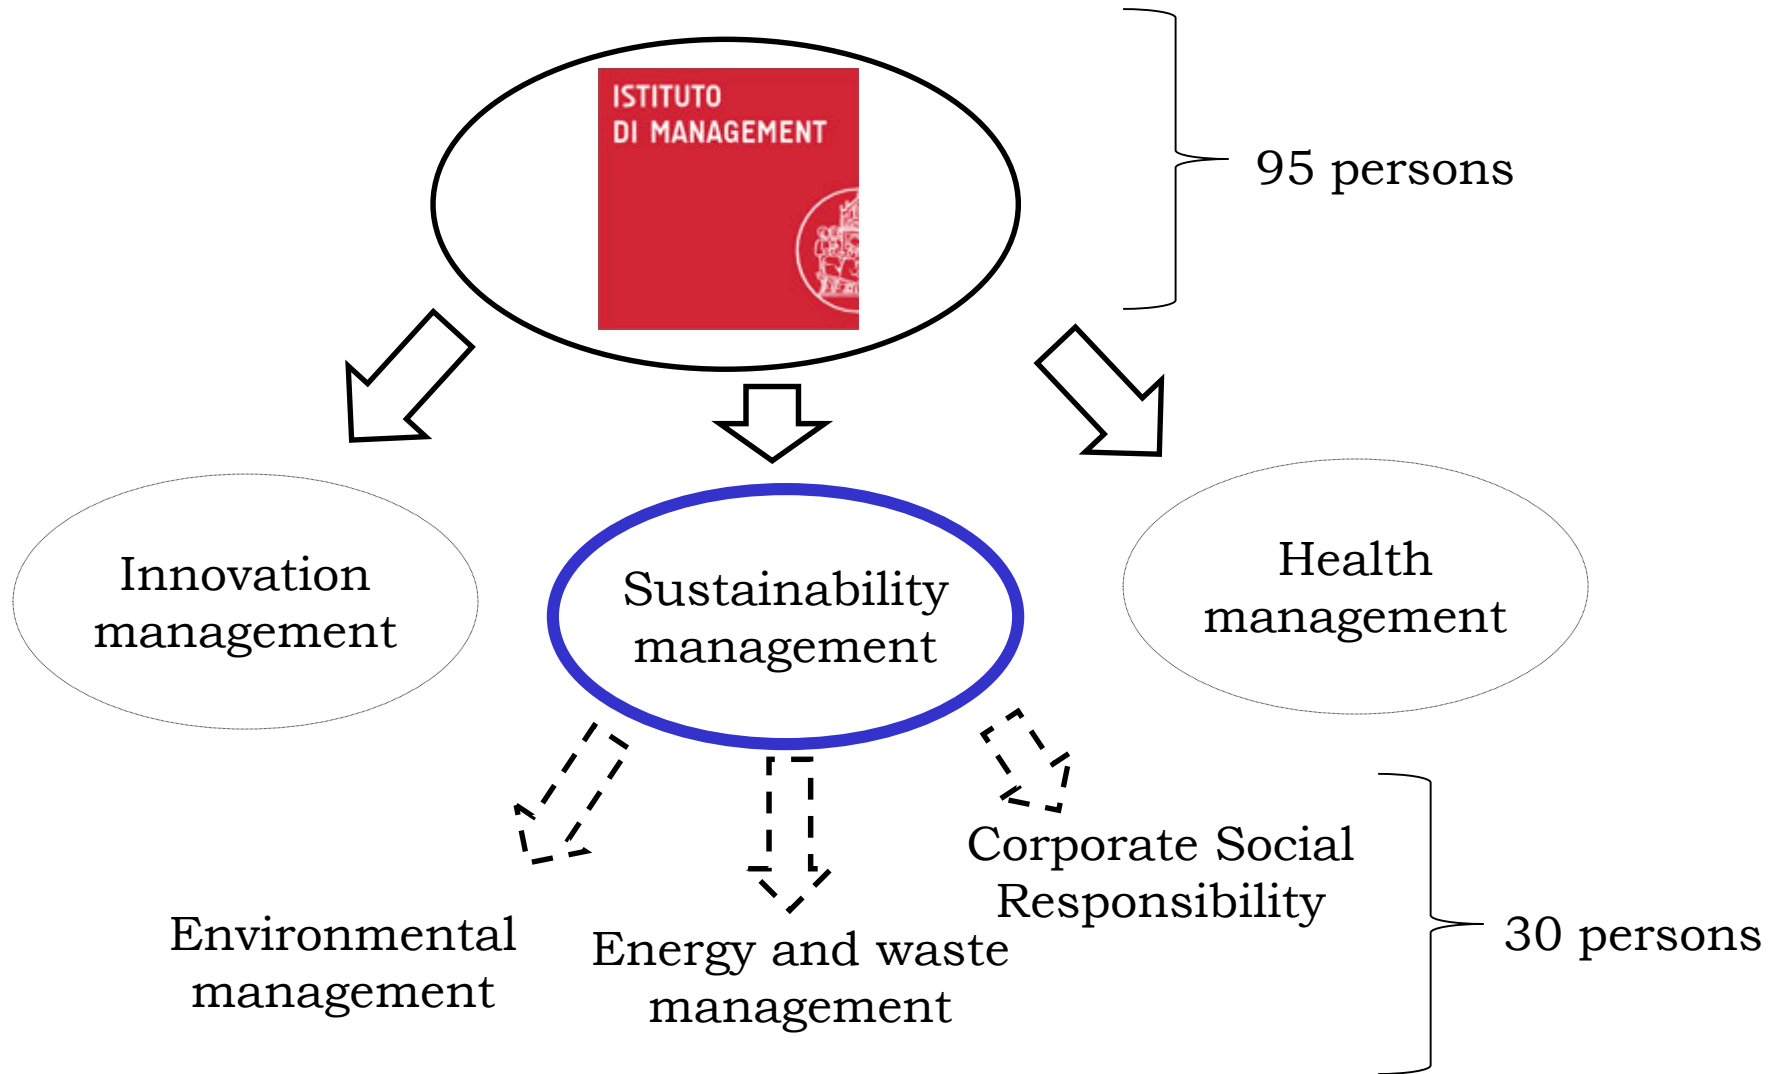 ISTITUTO
DI MANAGEMENT
95 persons
Innovation
management
Sustainability
management
Health
management
Corporate Social
Responsibility
Environmental
management
Energy and waste
management
30 persons